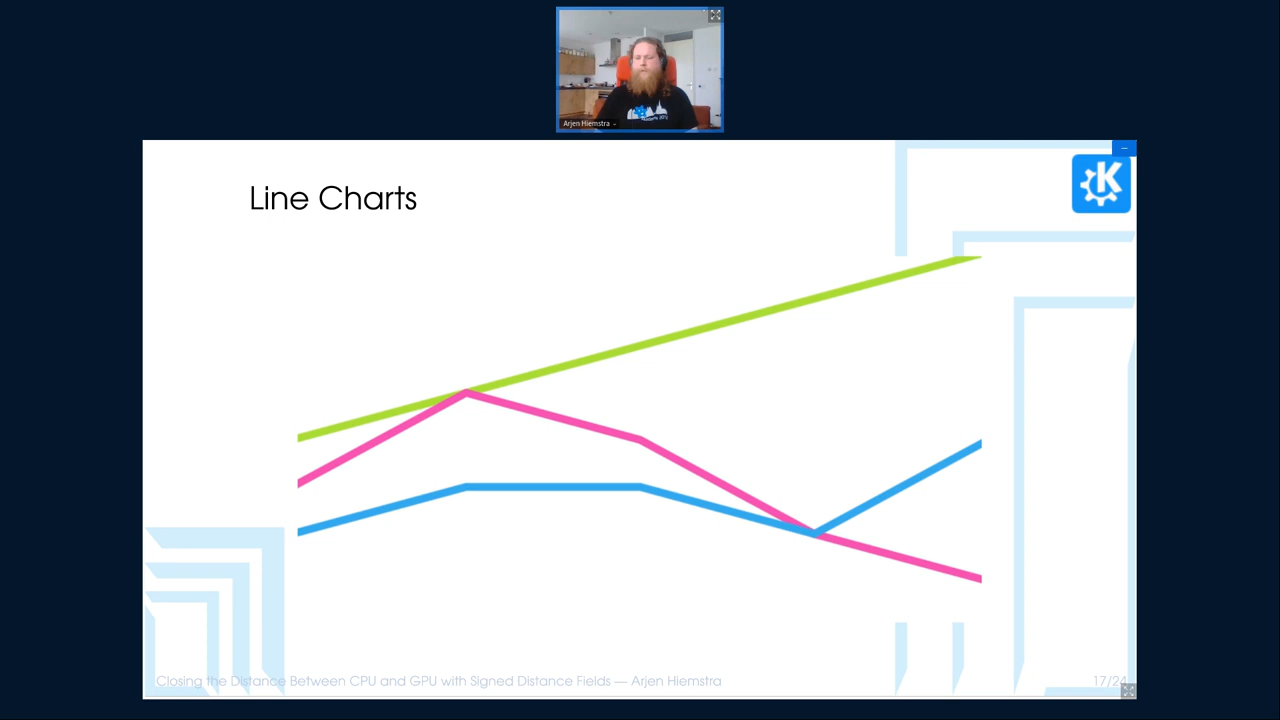 Arjen Hiemstra
Line Charts
K
Closing the Distance Between CPU and GPU with Signed Distance Fields — Arjen Hiemstra
17/24